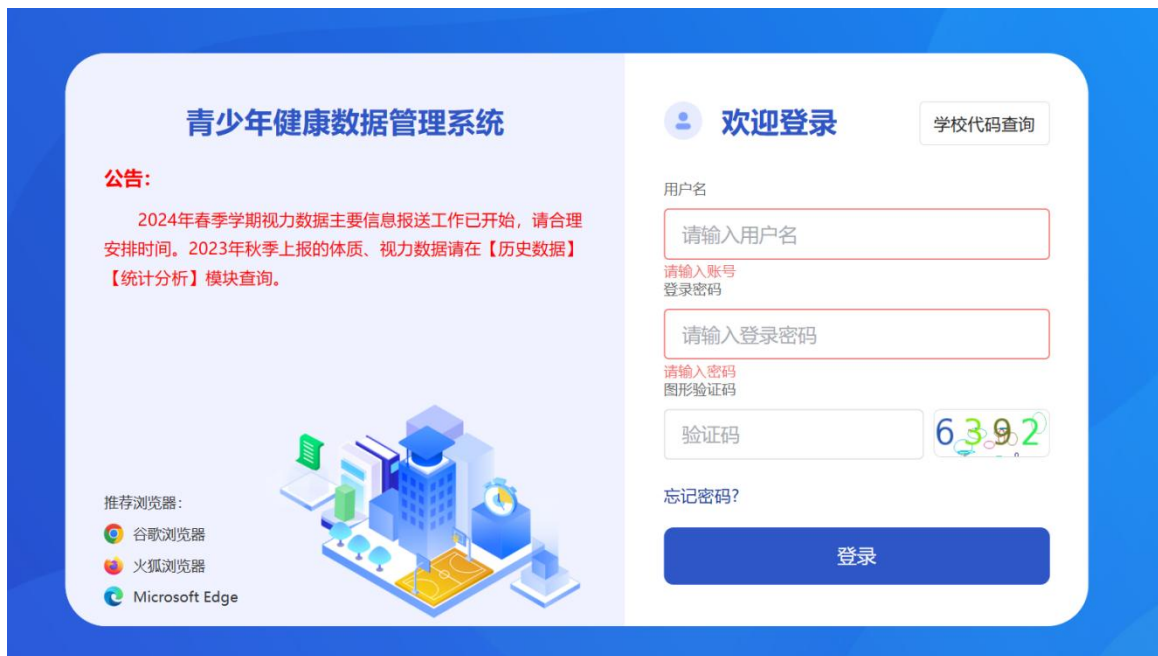 青少年健康数据管理系统
公告：
2024年春季学期视力数据主要信息报送工作已开始，请合理
安排时间。2023年秋季上报的体质、视力数据请在【历史数据】
【统计分析】模块查询。
推荐浏览器：
谷歌浏览器
火狐浏览器
Microsoft Edge
欢迎登录
学校代码查询
用户名
请输入用户名
请输入账号
登录密码
请输入登录密码
请输入密码
图形验证码
验证码
6392
忘记密码?
登录